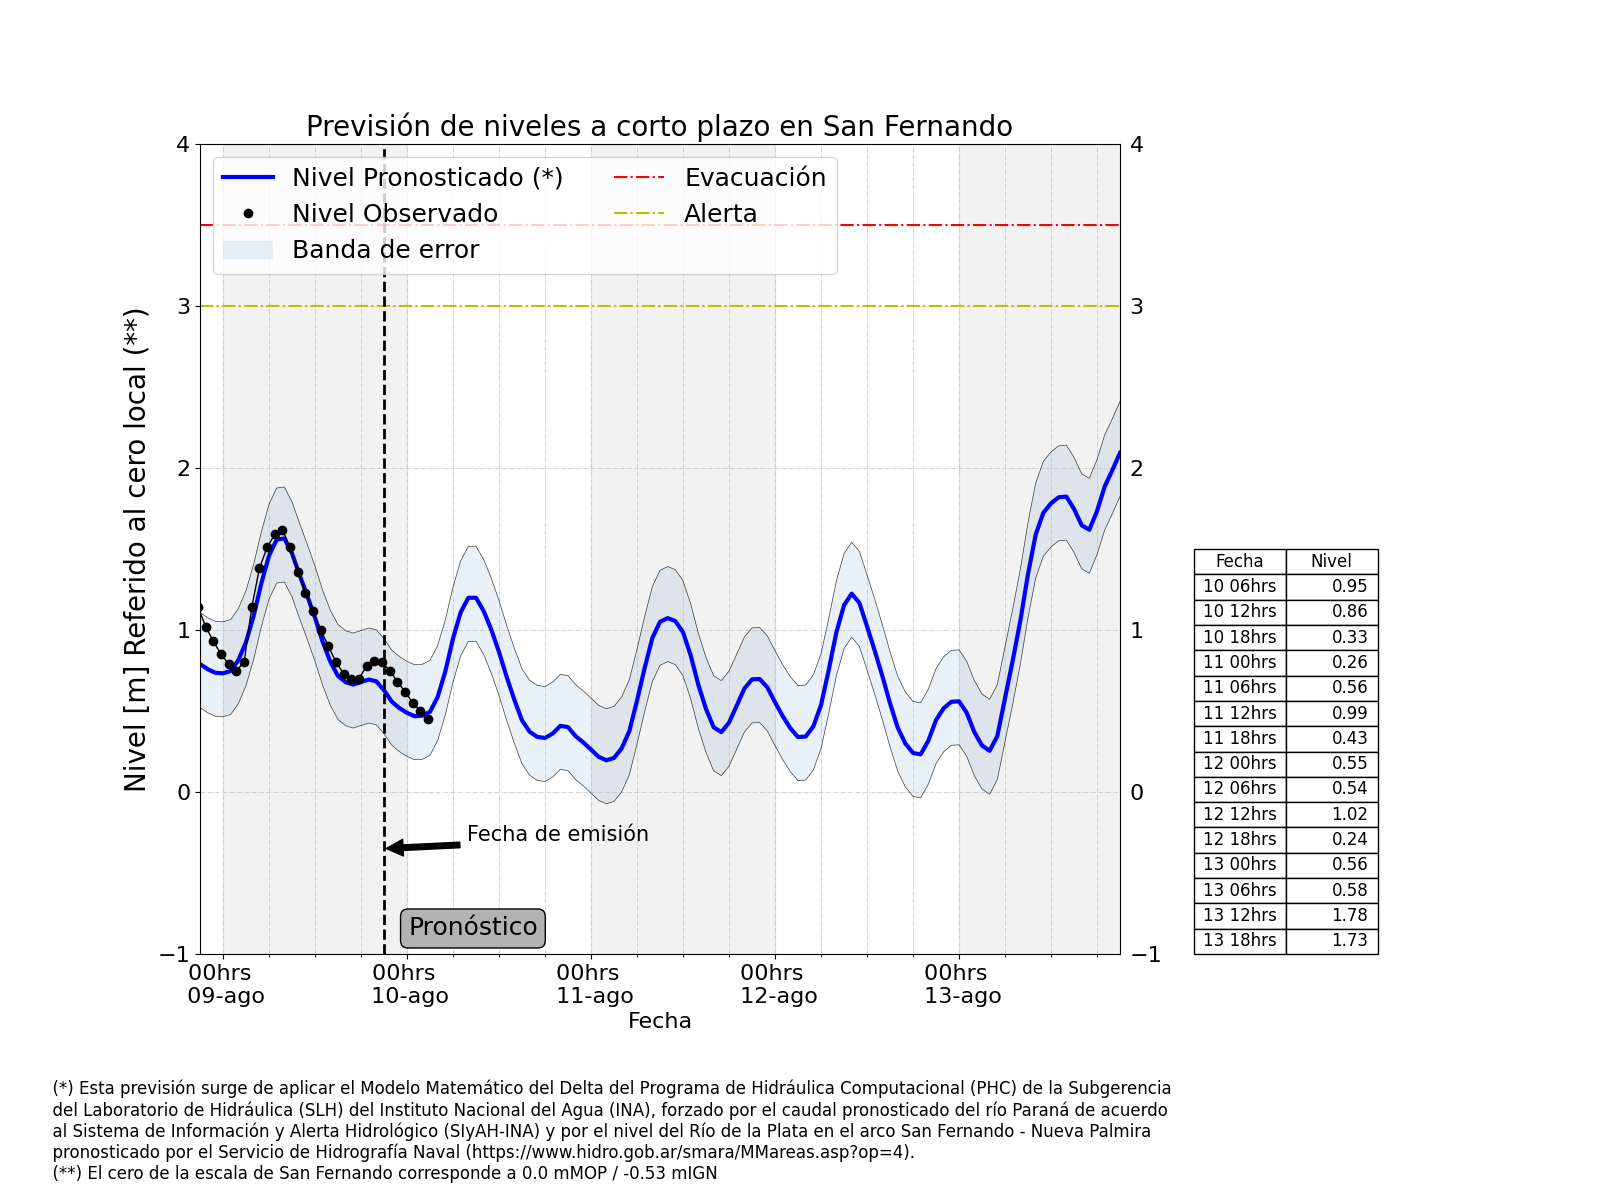 Previsión de niveles a corto plazo en San Fernando
4
3
2
1
0
−1
4
3
2
1
0
−1
Nivel Pronosticado (*)
Nivel Observado
Banda de error
Evacuación
Alerta
Nivel [m] Referido al cero local (**)
Fecha de emisión
Pronóstico
00hrs
09-ago
00hrs
10-ago
00hrs
11-ago
00hrs
12-ago
00hrs
13-ago
Fecha
Fecha Nivel
10 06hrs 0.95
10 12hrs 0.86
10 18hrs 0.33
11 00hrs 0.26
11 06hrs 0.56
11 12hrs 0.99
11 18hrs 0.43
12 00hrs 0.55
12 06hrs 0.54
12 12hrs 1.02
12 18hrs 0.24
13 00hrs 0.56
13 06hrs 0.58
13 12hrs 1.78
13 18hrs 1.73
(*) Esta previsión surge de aplicar el Modelo Matemático del Delta del Programa de Hidráulica Computacional (PHC) de la Subgerencia
del Laboratorio de Hidráulica (SLH) del Instituto Nacional del Agua (INA), forzado por el caudal pronosticado del río Paraná de acuerdo
al Sistema de Información y Alerta Hidrológico (SIyAH-INA) y por el nivel del Río de la Plata en el arco San Fernando - Nueva Palmira
pronosticado por el Servicio de Hidrografía Naval (https://www.hidro.gob.ar/smara/MMareas.asp?op=4).
(**) El cero de la escala de San Fernando corresponde a 0.0 mMOP / -0.53 mIGN